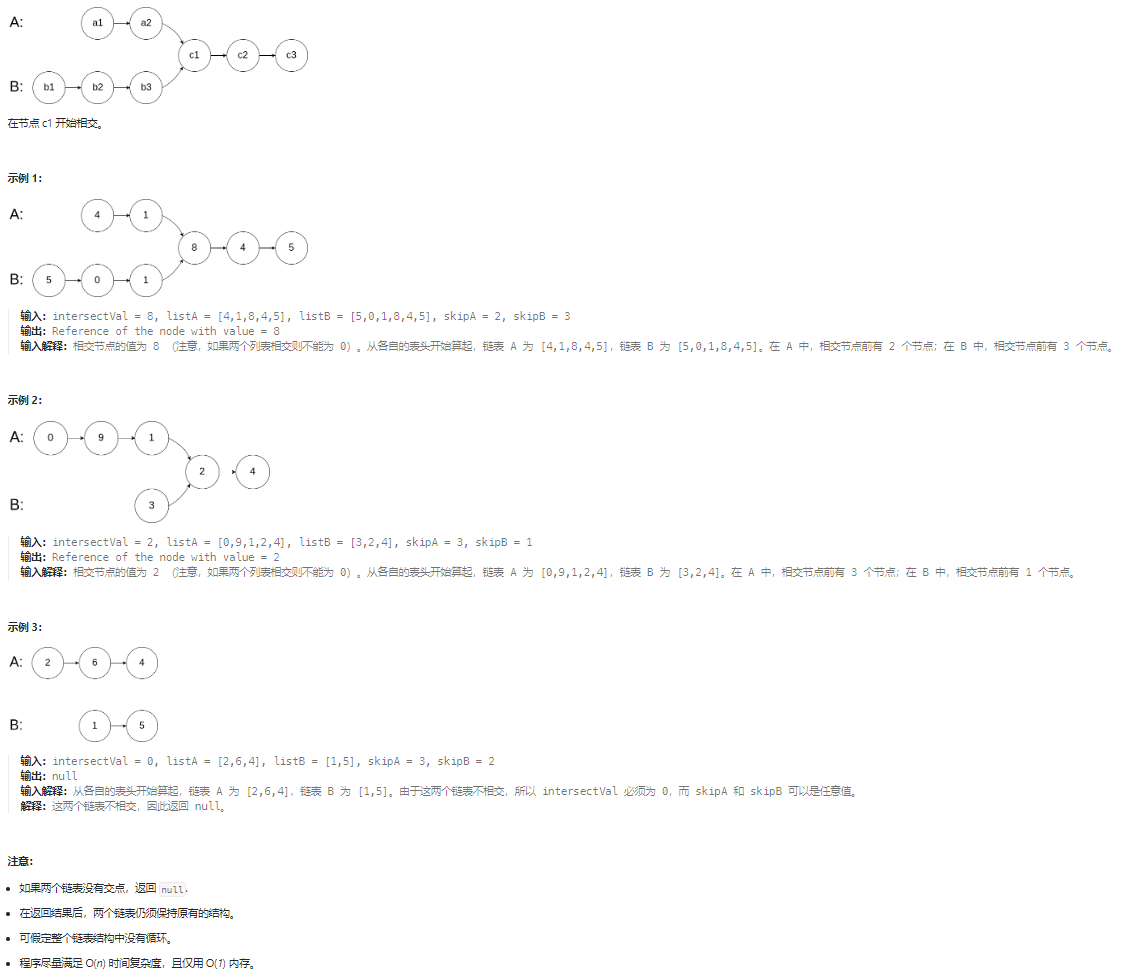 A:
a1 a2
c1 c2 c3
B: b1 b2 b3
在节点 c1 开始相交。
示例 1：
A: 4 1
8 4 5
B: 5 0 1
输入：intersectVal = 8, listA = [4,1,8,4,5], listB = [5,0,1,8,4,5], skipA = 2, skipB = 3
输出：Reference of the node with value = 8
输入解释：相交节点的值为 8 （注意，如果两个列表相交则不能为 0）。从各自的表头开始算起，链表 A 为 [4,1,8,4,5]，链表 B 为 [5,0,1,8,4,5]。在 A 中，相交节点前有 2 个节点；在 B 中，相交节点前有 3 个节点。
示例 2：
A: 0 9 1
2 4
B: 3
输入：intersectVal = 2, listA = [0,9,1,2,4], listB = [3,2,4], skipA = 3, skipB = 1
输出：Reference of the node with value = 2
输入解释：相交节点的值为 2 （注意，如果两个列表相交则不能为 0）。从各自的表头开始算起，链表 A 为 [0,9,1,2,4]，链表 B 为 [3,2,4]。在 A 中，相交节点前有 3 个节点；在 B 中，相交节点前有 1 个节点。
示例 3：
A: 2 6 4
B: 1 5
输入：intersectVal = 0, listA = [2,6,4], listB = [1,5], skipA = 3, skipB = 2
输出：null
输入解释：从各自的表头开始算起，链表 A 为 [2,6,4]，链表 B 为 [1,5]。由于这两个链表不相交，所以 intersectVal 必须为 0，而 skipA 和 skipB 可以是任意值。
解释：这两个链表不相交，因此返回 null。
注意：
如果两个链表没有交点，返回 null.
在返回结果后，两个链表仍须保持原有的结构。
可假定整个链表结构中没有循环。
程序尽量满足 O(n) 时间复杂度，且仅用 O(1) 内存。